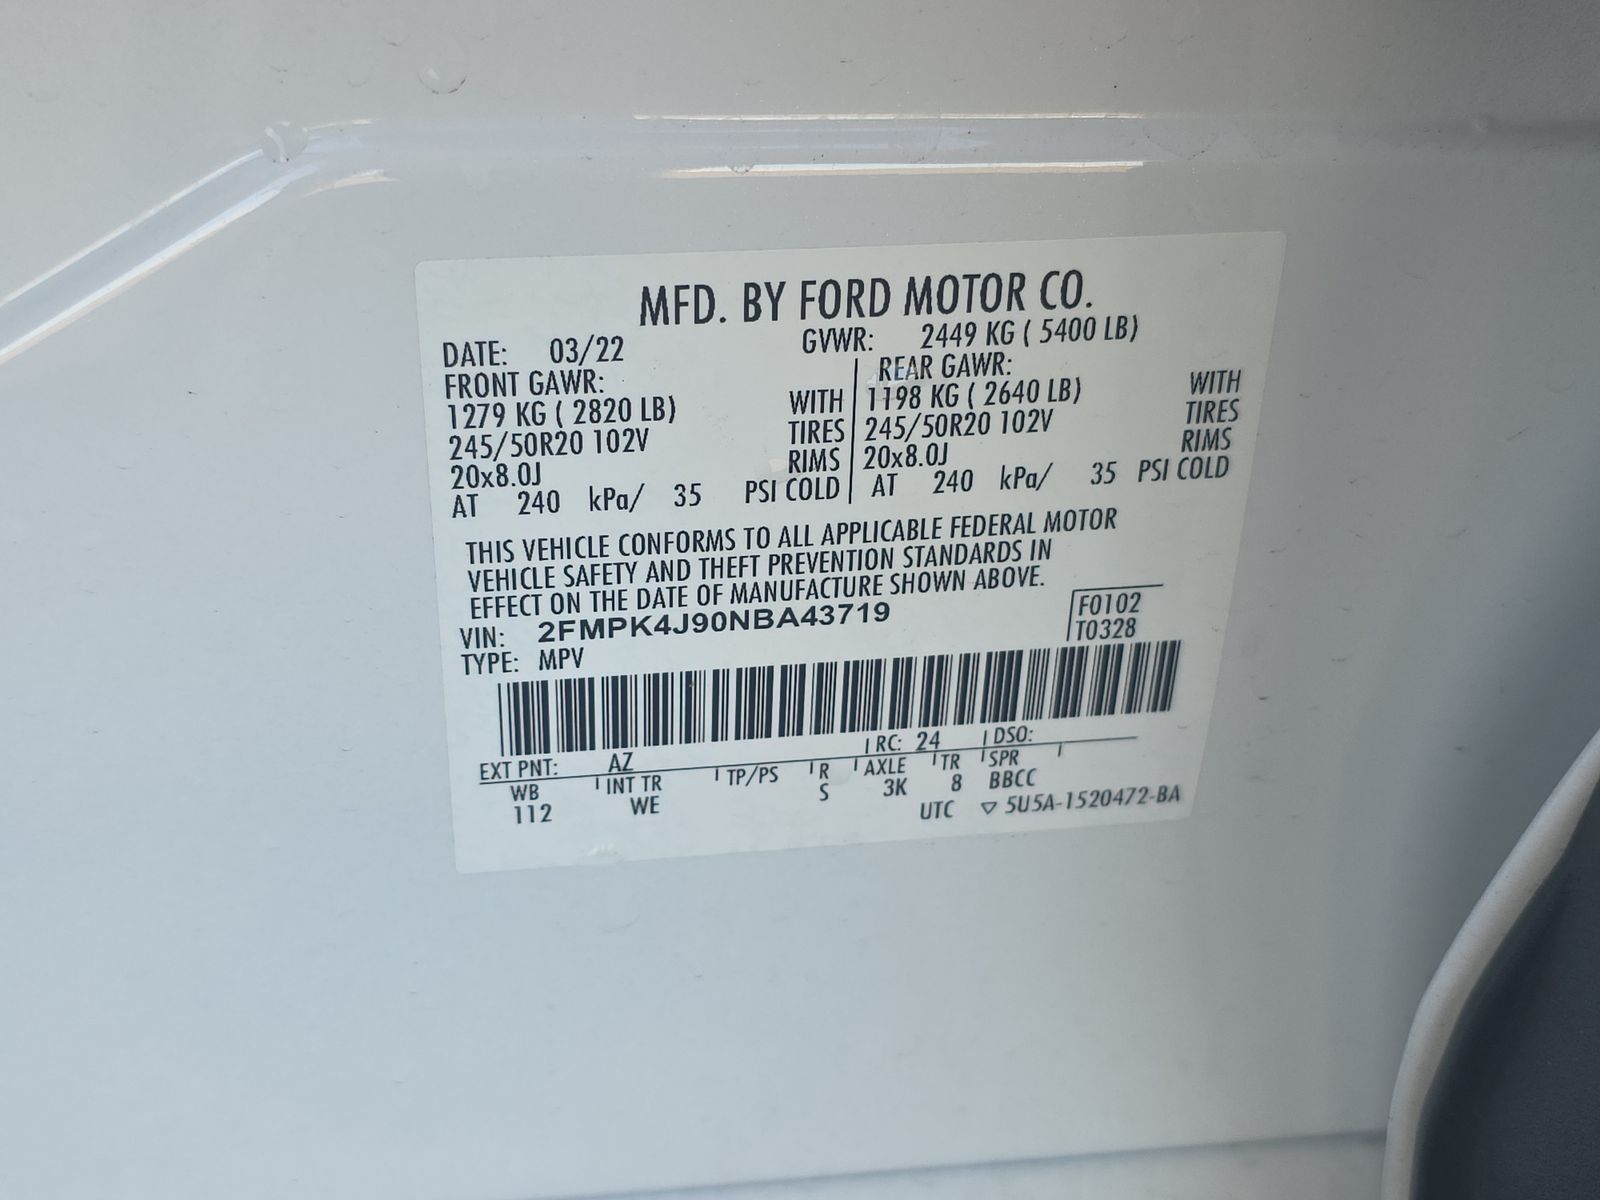 MFD. BY FORD MOTOR CO.
DATE: 03/22 GVWR: 2449 KG ( 5400 LB)
FRONT GAWR: REAR GAWR:
1279 KG ( 2820 LB) WITH 1198 KG ( 2640 LB) WITH
245/50R20 102V TIRES 245/50R20 102V TIRES
20x8.0J RIMS 20x8.0J RIMS
AT 240 kPa/ 35 PSI COLD AT 240 kPa/ 35 PSI COLD
THIS VEHICLE CONFORMS TO ALL APPLICABLE FEDERAL MOTOR
VEHICLE SAFETY AND THEFT PREVENTION STANDARDS IN
EFFECT ON THE DATE OF MANUFACTURE SHOWN ABOVE.
VIN: 2FMPK4J90NBA43719 F0102
TYPE: MPV T0328
EXT PNT: AZ RC: 24 DSO:
WB INT TR TP/PS R AXLE TR SPR
112 WE S 3K 8 BBCC
UTC ▽ 5U5A-1520472-BA